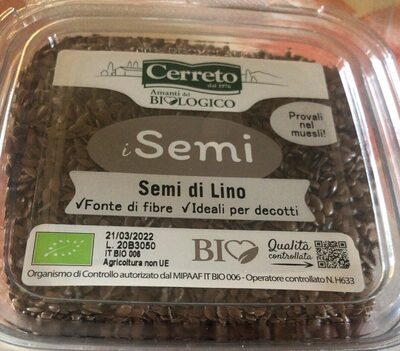 Cerreto
dal 1976
Amanti del
BIOLOGICO
Provali
nel
muesli!
i Semi
Semi di Lino
✓Fonte di fibre ✓Ideali per decotti
21/03/2022
L. 20B3050
IT BIO 006
Agricoltura non UE
BIO
Qualità
controllata
Organismo di Controllo autorizzato dal MIPAAF IT BIO 006 - Operatore controllato N. H633